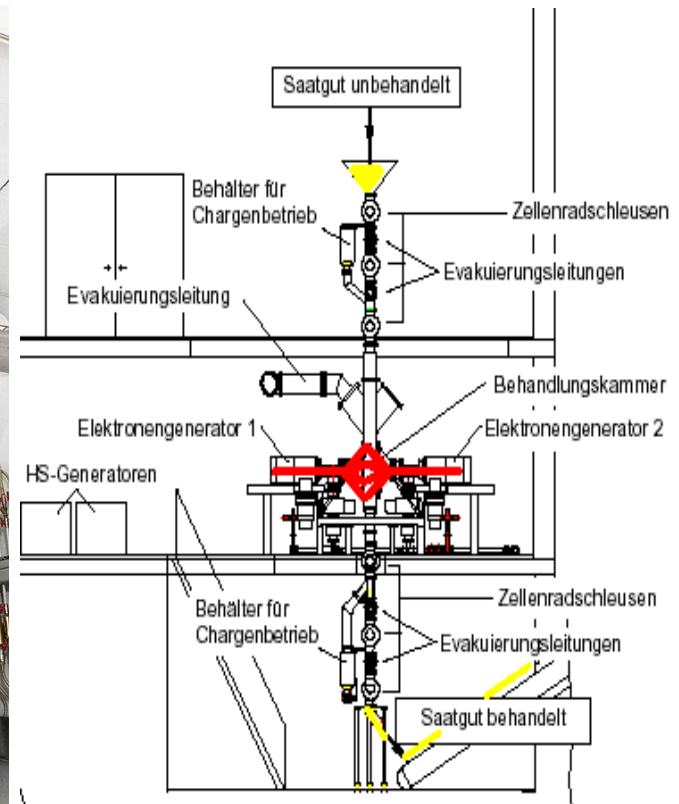 Saatgut unbehandelt
Behälter für
Chargenbetrieb
Zellenradschleusen
Evakuierungsleitungen
Evakuierungsleitung
Behandlungskammer
Elektronengenerator 1
Elektronengenerator 2
HS-Generatoren
Behälter für
Chargenbetrieb
Zellenradschleusen
Evakuierungsleitungen
Saatgut behandelt